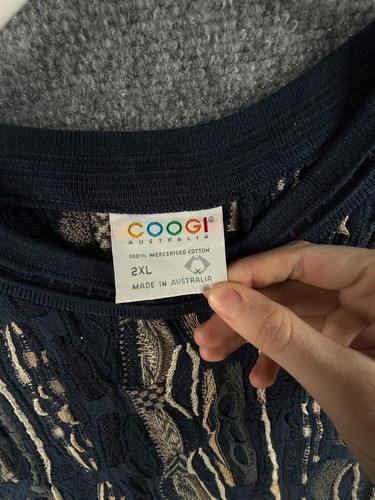 COOGI®
AUSTRALIA
100% MERCERISED COTTON
2XL
MADE IN AUSTRALIA